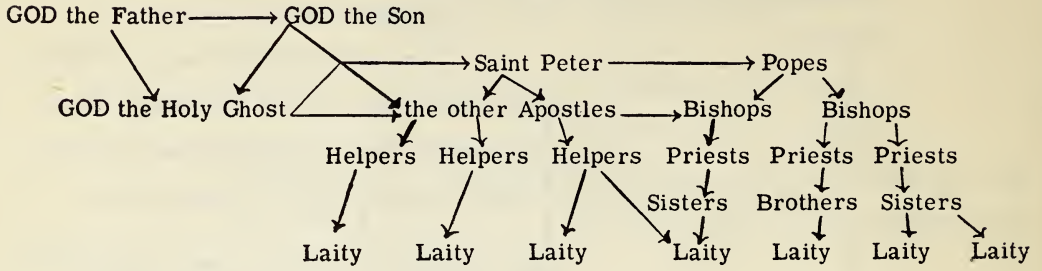 GOD the Father GOD the Son
Saint Peter Popes
GOD the Holy Ghost the other Apostles Bishops Bishops
Helpers Helpers Helpers Priests Priests Priests
Sisters Brothers Sisters
Laity Laity Laity Laity Laity Laity Laity